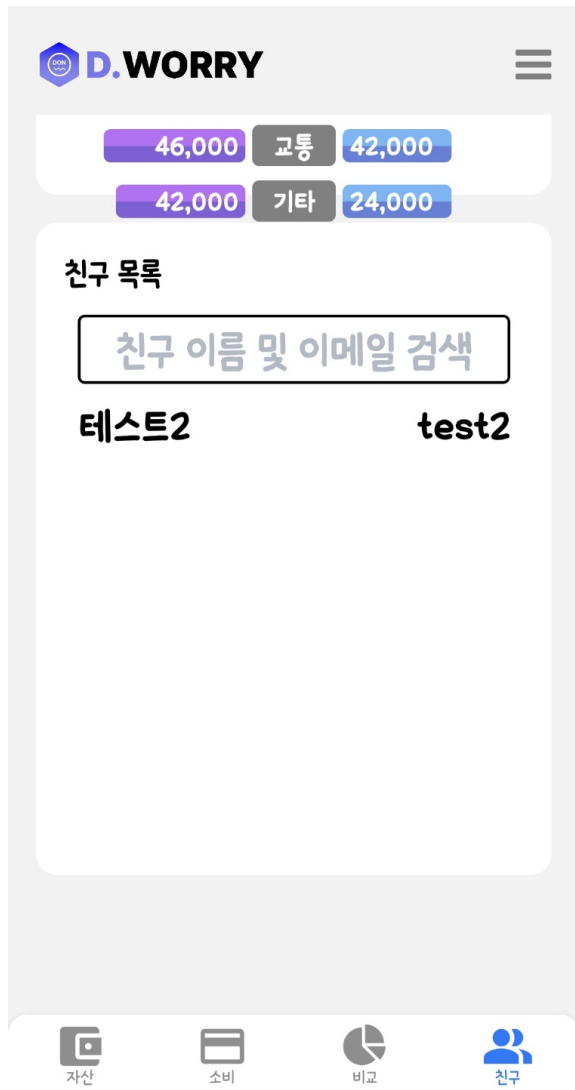 DON D.WORRY
46,000 교통 42,000
42,000 기타 24,000
친구 목록
친구 이름 및 이메일 검색
테스트2 test2
자산 소비 비교 친구